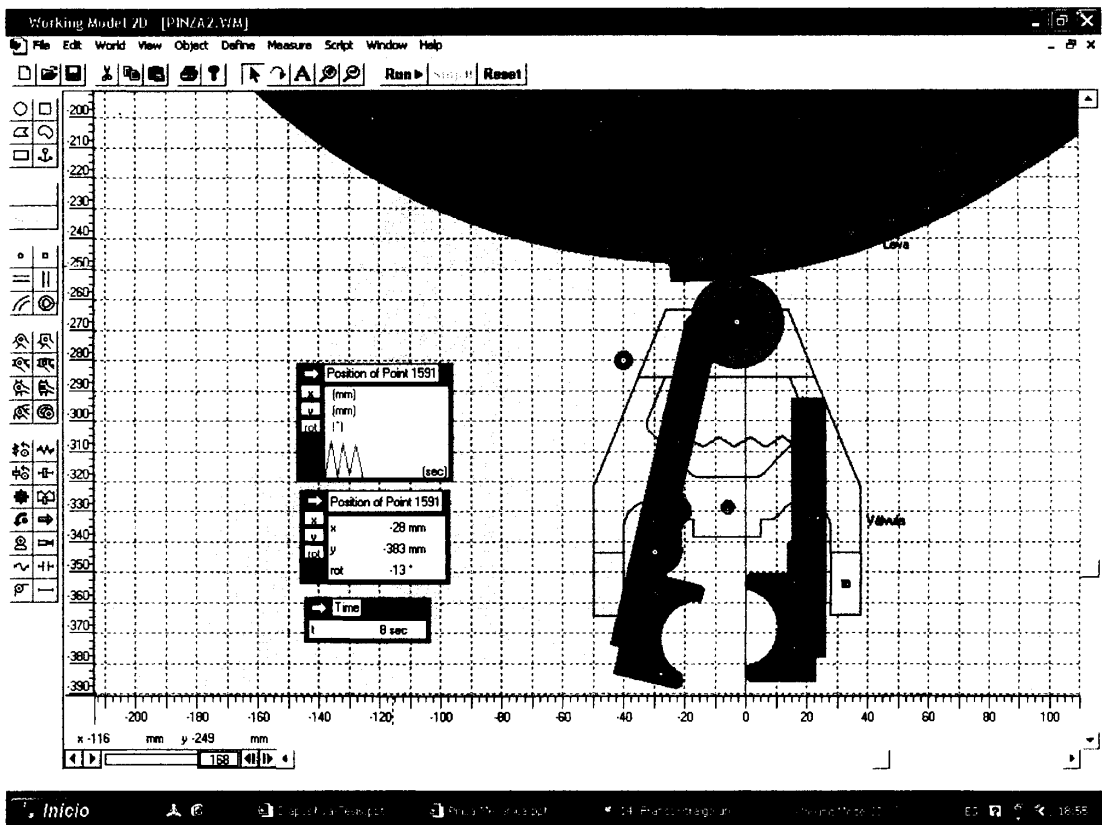 Working Model 2D - [PINZA2.WM]
File Edit World View Object Define Measure Script Window Help
Run Reset
-200
-210
-220
-230
-240
-250
-260
-270
-280
-290
-300
-310
-320
-330
-340
-350
-360
-370
-380
-390
Leva
Válvula
Position of Point 1591
x (mm)
y (mm)
rot (°)
(sec)
Position of Point 1591
x
y
rot
x -28 mm
y -383 mm
rot -13 °
Time
t 8 sec
-200 -180 -160 -140 -120 -100 -80 -60 -40 -20 0 20 40 60 80 100
x -116 mm y -249 mm
168
Inicio
ES 18:55